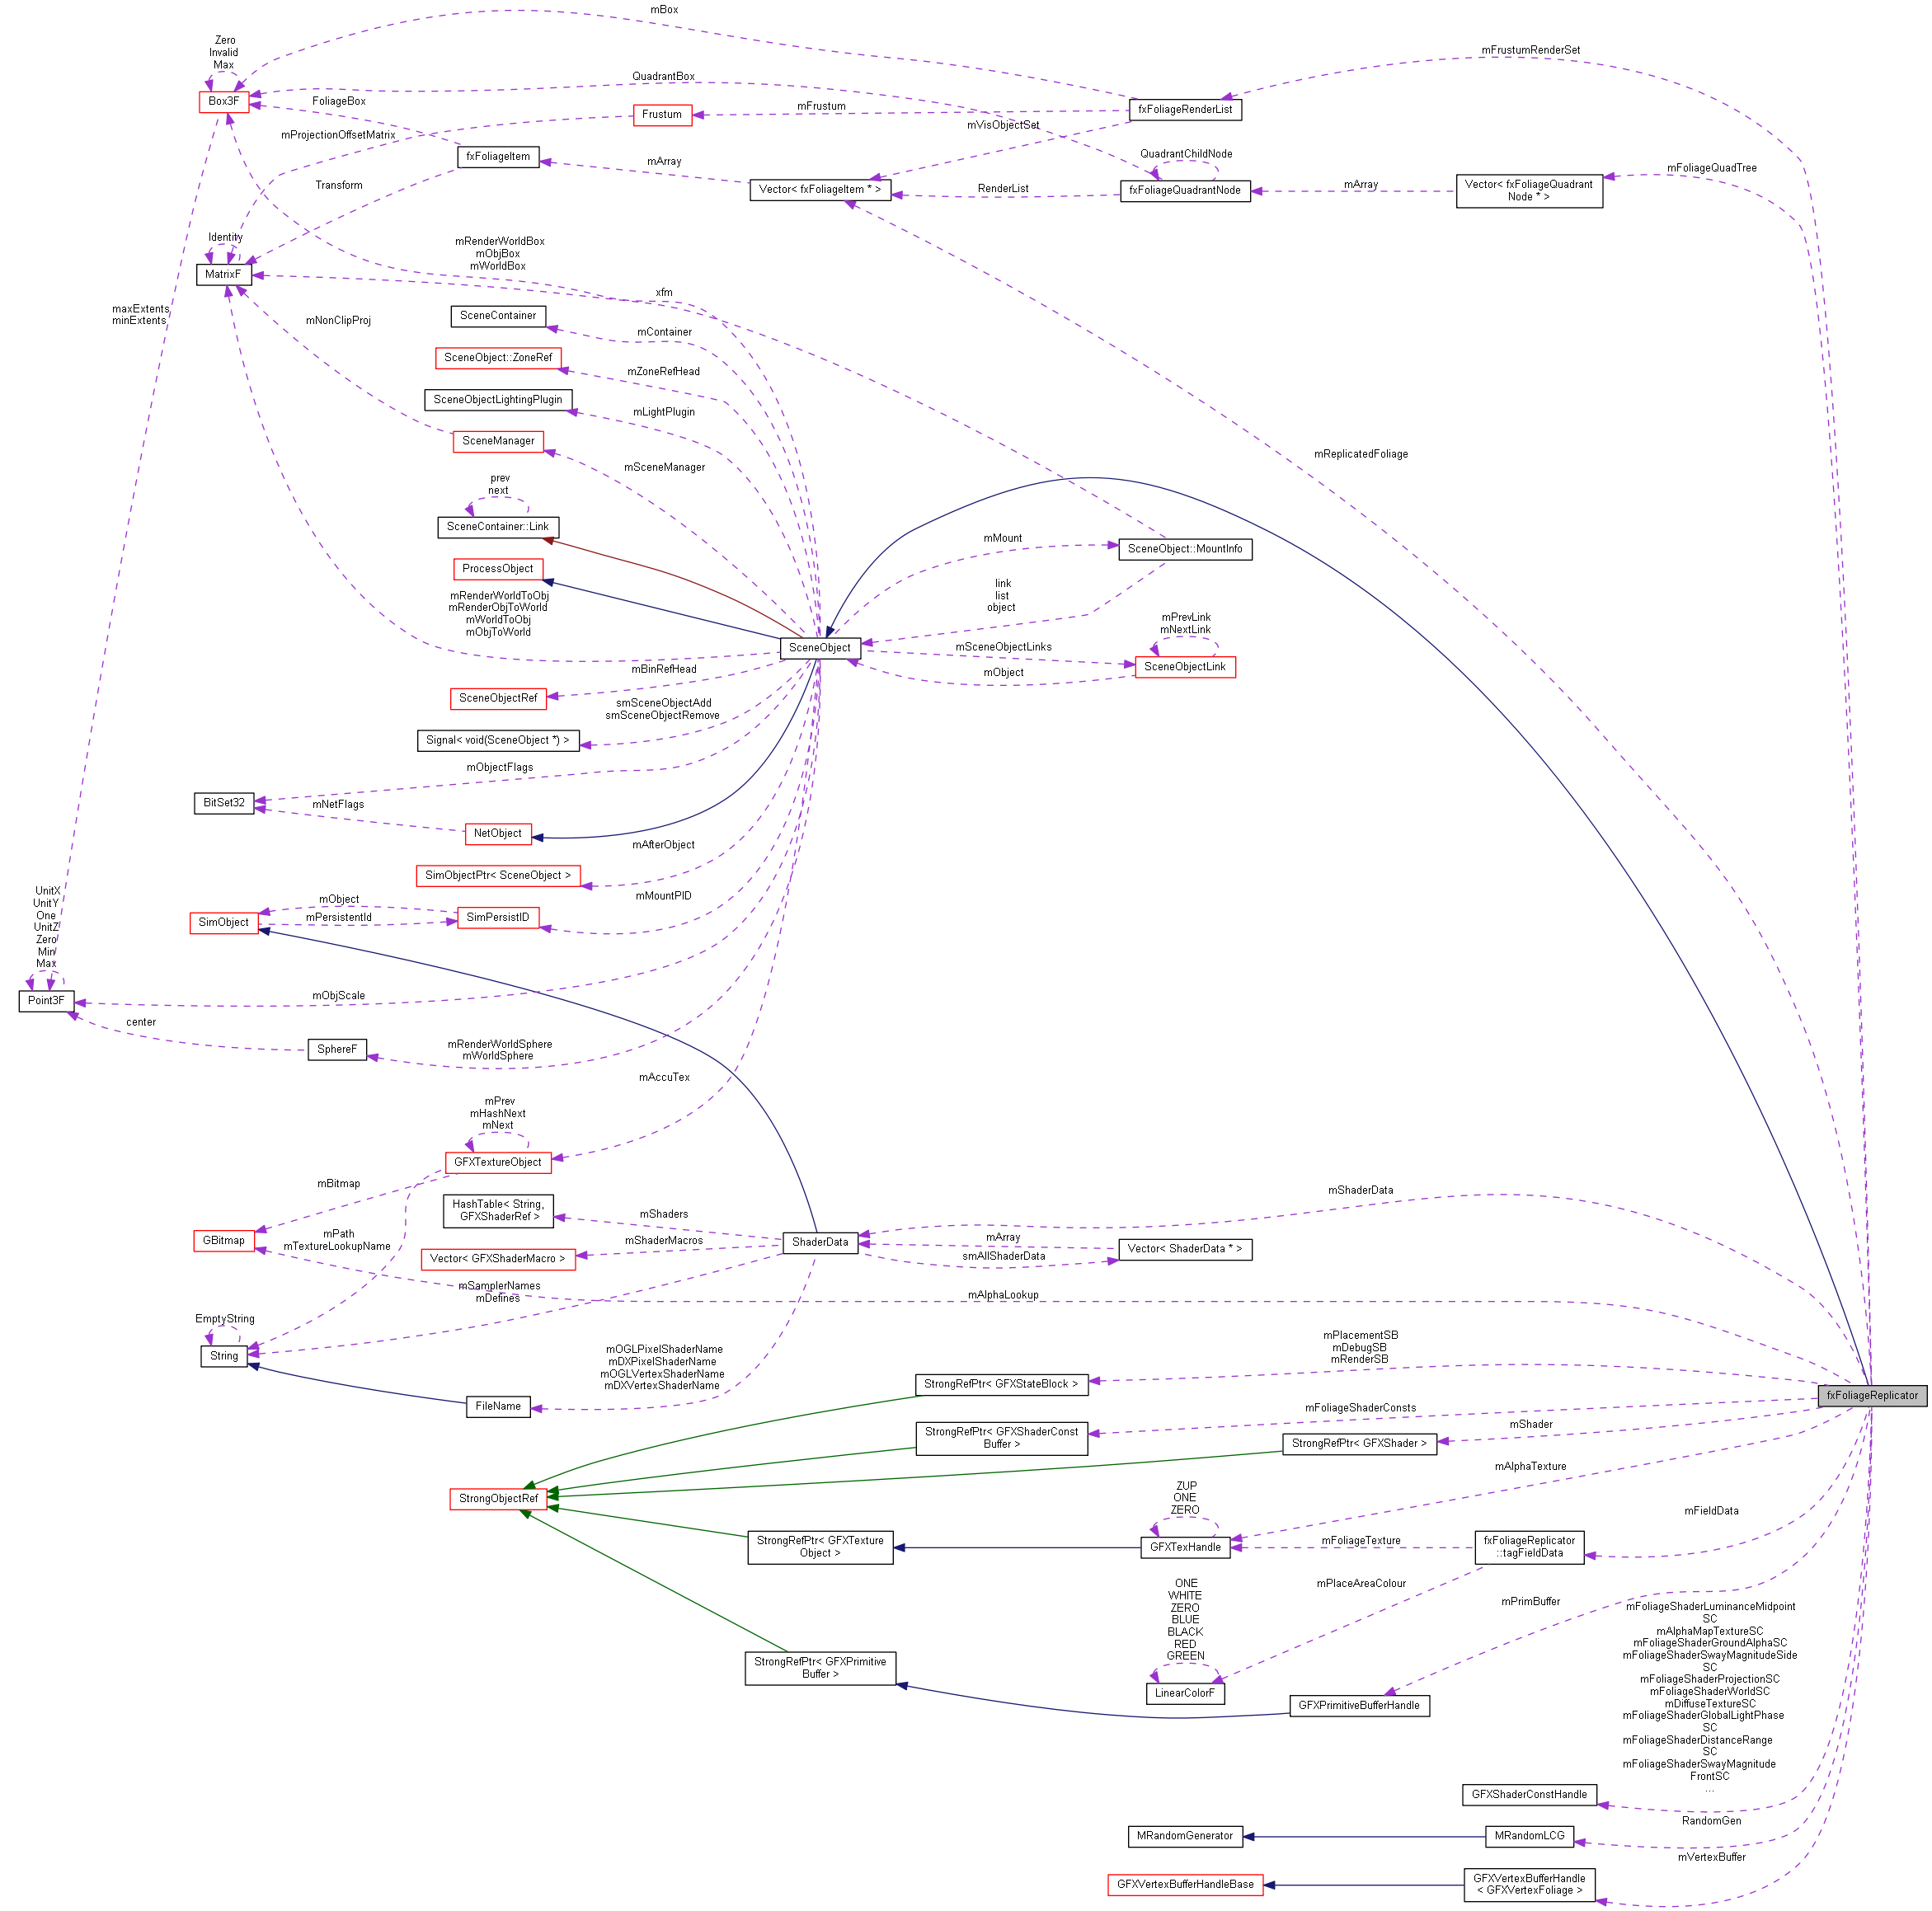 mBox
Zero
Invalid
Max
mFrustumRenderSet
QuadrantBox
Box3F
FoliageBox
mFrustum
Frustum
fxFoliageRenderList
mProjectionOffsetMatrix
mVisObjectSet
fxFoliageItem
mArray
QuadrantChildNode
mFoliageQuadTree
Transform
Vector< fxFoliageItem * >
RenderList
fxFoliageQuadrantNode
mArray
Vector< fxFoliageQuadrant
Node * >
Identity
mRenderWorldBox
mObjBox
mWorldBox
MatrixF
xfm
maxExtents
minExtents
mNonClipProj
SceneContainer
mContainer
SceneObject::ZoneRef
mZoneRefHead
SceneObjectLightingPlugin
mLightPlugin
SceneManager
mSceneManager
mReplicatedFoliage
prev
next
SceneContainer::Link
mMount
SceneObject::MountInfo
ProcessObject
link
list
object
mRenderWorldToObj
mRenderObjToWorld
mWorldToObj
mObjToWorld
mPrevLink
mNextLink
SceneObject
mSceneObjectLinks
SceneObjectLink
mObject
mBinRefHead
SceneObjectRef
smSceneObjectAdd
smSceneObjectRemove
Signal< void(SceneObject *) >
mObjectFlags
BitSet32
mNetFlags
NetObject
mAfterObject
SimObjectPtr< SceneObject >
UnitX
UnitY
One
UnitZ
Zero
Min
Max
mObject
mPersistentId
SimObject
SimPersistID
mMountPID
Point3F
mObjScale
center
SphereF
mRenderWorldSphere
mWorldSphere
mAccuTex
mPrev
mHashNext
mNext
GFXTextureObject
mBitmap
mShaderData
HashTable< String,
GFXShaderRef >
mShaders
GBitmap
mPath
mTextureLookupName
Vector< GFXShaderMacro >
mShaderMacros
ShaderData
mArray
smAllShaderData
Vector< ShaderData * >
mSamplerNames
mDefines
mAlphaLookup
EmptyString
String
mOGLPixelShaderName
mDXPixelShaderName
mOGLVertexShaderName
mDXVertexShaderName
mPlacementSB
mDebugSB
mRenderSB
StrongRefPtr< GFXStateBlock >
fxFoliageReplicator
FileName
mFoliageShaderConsts
StrongRefPtr< GFXShaderConst
Buffer >
mShader
StrongRefPtr< GFXShader >
mAlphaTexture
StrongObjectRef
ZUP
ONE
ZERO
mFieldData
StrongRefPtr< GFXTexture
Object >
GFXTexHandle
mFoliageTexture
fxFoliageReplicator
::tagFieldData
mPlaceAreaColour
ONE
WHITE
ZERO
BLUE
BLACK
RED
GREEN
mPrimBuffer
mFoliageShaderLuminanceMidpoint
SC
mAlphaMapTextureSC
mFoliageShaderGroundAlphaSC
mFoliageShaderSwayMagnitudeSide
SC
mFoliageShaderProjectionSC
mFoliageShaderWorldSC
mDiffuseTextureSC
mFoliageShaderGlobalLightPhase
SC
mFoliageShaderDistanceRange
SC
mFoliageShaderSwayMagnitude
FrontSC
...
StrongRefPtr< GFXPrimitive
Buffer >
LinearColorF
GFXPrimitiveBufferHandle
GFXShaderConstHandle
RandomGen
MRandomGenerator
MRandomLCG
mVertexBuffer
GFXVertexBufferHandleBase
GFXVertexBufferHandle
< GFXVertexFoliage >